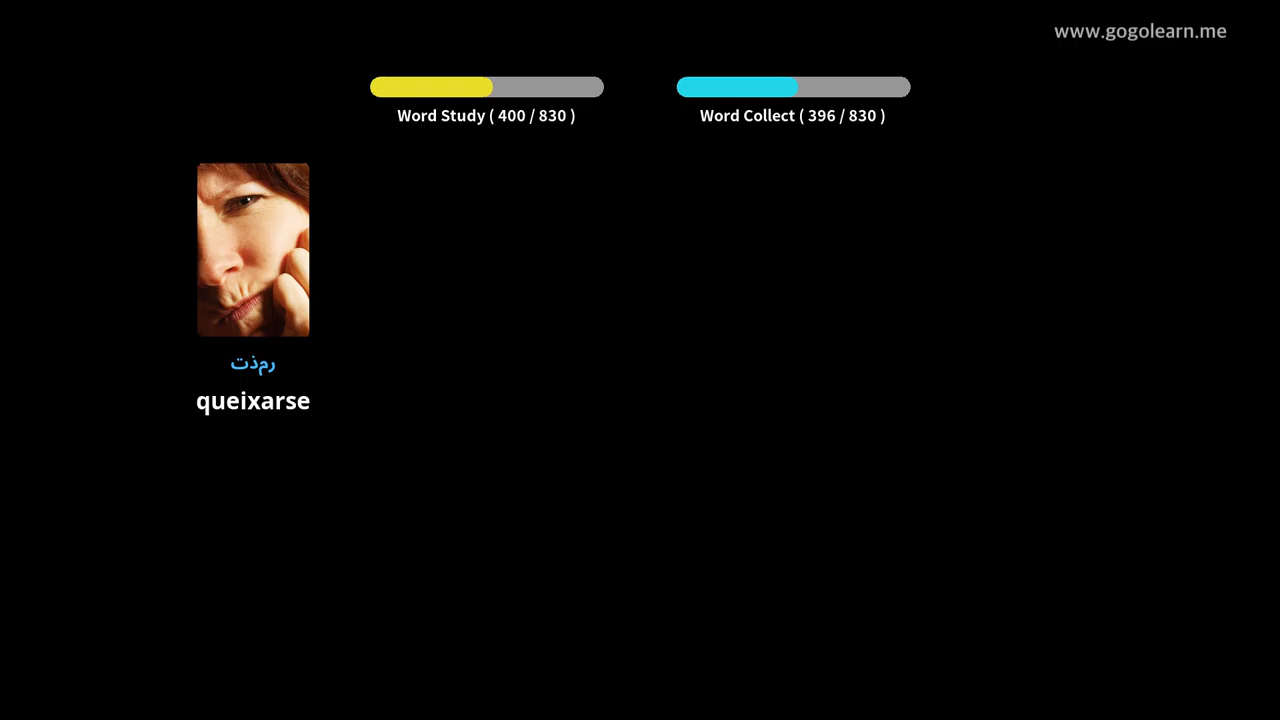 www.gogolearn.me
Word Study ( 400 / 830 )
Word Collect ( 396 / 830 )
رمذت
queixarse